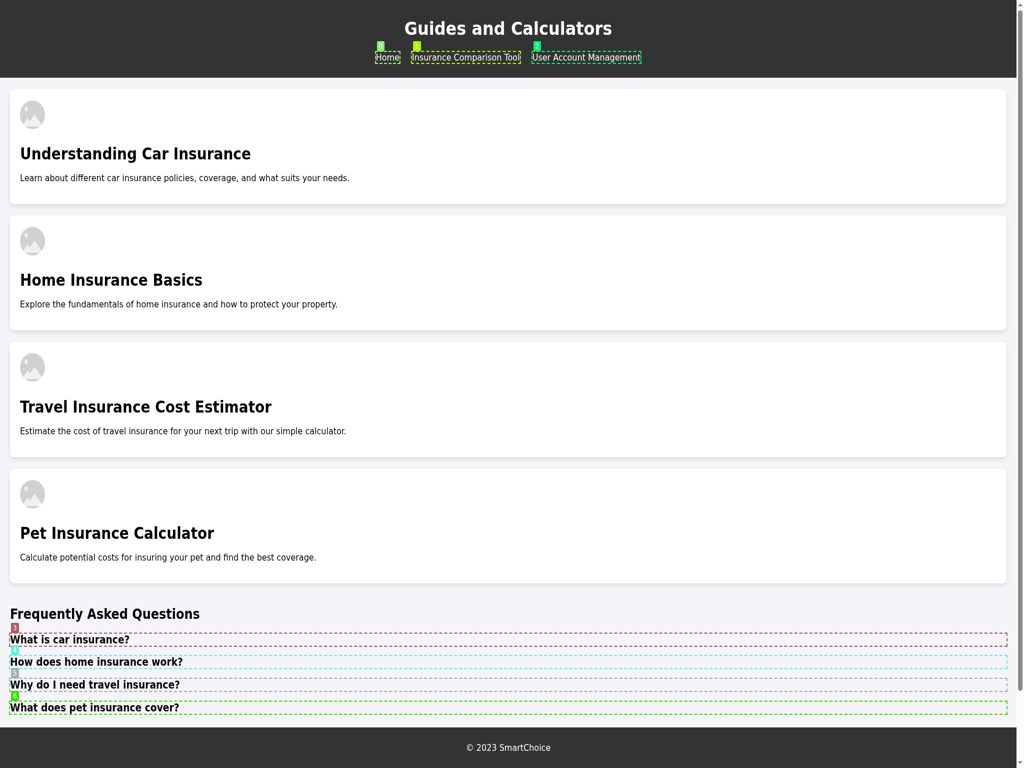 Guides and Calculators
0 1 2
Home Insurance Comparison Tool User Account Management
Understanding Car Insurance
Learn about different car insurance policies, coverage, and what suits your needs.
Home Insurance Basics
Explore the fundamentals of home insurance and how to protect your property.
Travel Insurance Cost Estimator
Estimate the cost of travel insurance for your next trip with our simple calculator.
Pet Insurance Calculator
Calculate potential costs for insuring your pet and find the best coverage.
Frequently Asked Questions
3
What is car insurance?
4
How does home insurance work?
5
Why do I need travel insurance?
6
What does pet insurance cover?
© 2023 SmartChoice